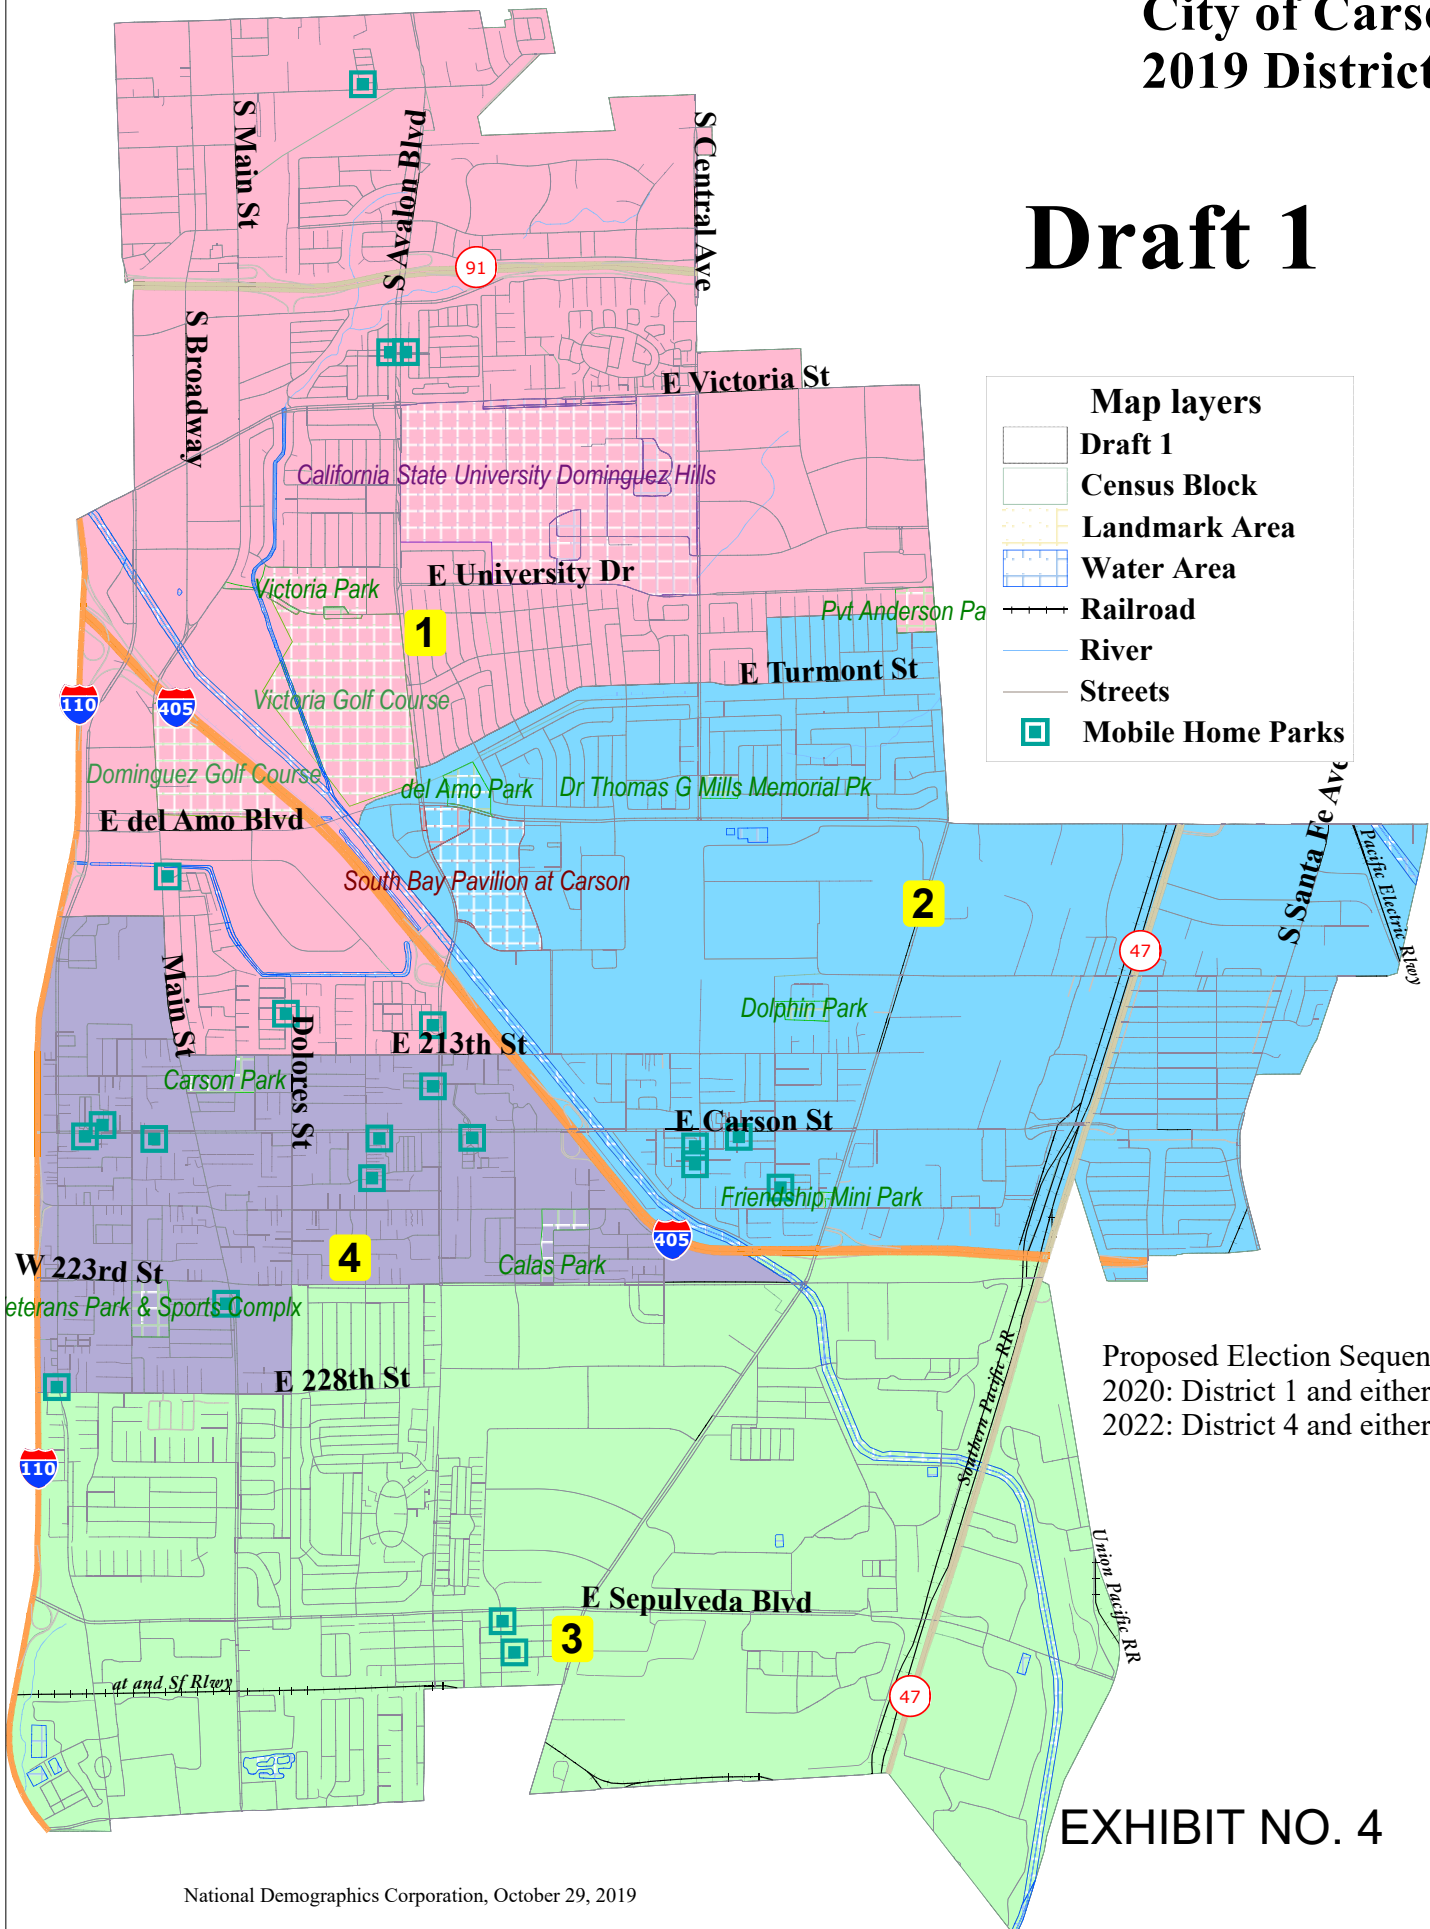 City of Carso
2019 District
Draft 1
Map layers
Draft 1
Census Block
Landmark Area
Water Area
Railroad
River
Streets
Mobile Home Parks
S Main St
S Avalon Blvd
S Central Ave
91
S Broadway
E Victoria St
California State University Dominguez Hills
E University Dr
Victoria Park
Pvt Anderson Pa
1
E Turmont St
110
405
Victoria Golf Course
Dominguez Golf Course
del Amo Park
Dr Thomas G Mills Memorial Pk
E del Amo Blvd
S Santa Fe Ave
Pacific Electric Rlwy
South Bay Pavilion at Carson
2
47
Main St
Dolores St
Dolphin Park
E 213th St
Carson Park
E Carson St
Friendship Mini Park
405
W 223rd St
4
Calas Park
eterans Park & Sports Complx
E 228th St
Southern Pacific RR
Proposed Election Sequen
2020: District 1 and either
2022: District 4 and either
110
Union Pacific RR
E Sepulveda Blvd
3
at and Sf Rlwy
47
EXHIBIT NO. 4
National Demographics Corporation, October 29, 2019